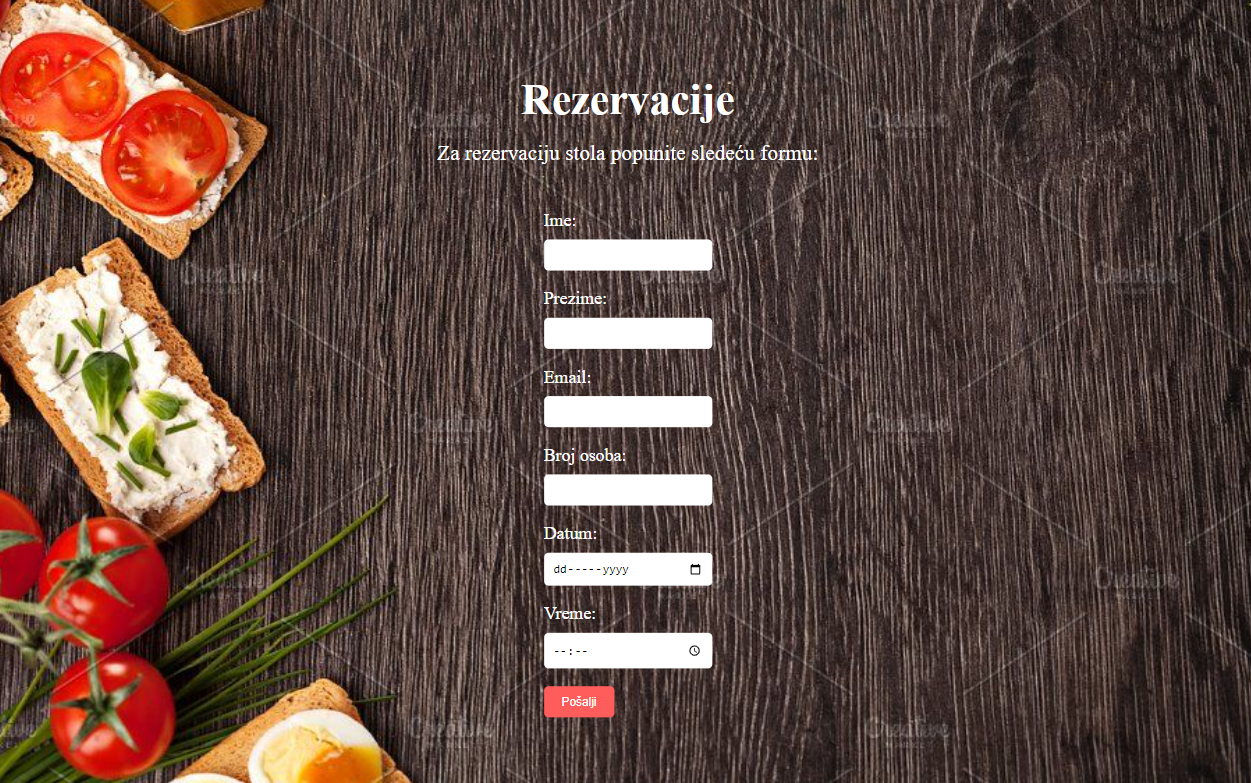 Rezervacije
Za rezervaciju stola popunite sledeću formu:
Ime:
Prezime:
Email:
Broj osoba:
Datum:
dd-----yyyy
Vreme:
--:--
Pošalji